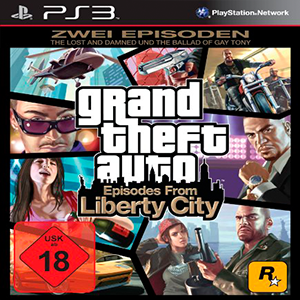 PS3
PlayStation Network
ZWEI EPISODEN
THE LOST AND DAMNED UND THE BALLAD OF GAY TONY
grand
theft
auto
Episodes From
Liberty City
USK
ab
18
R